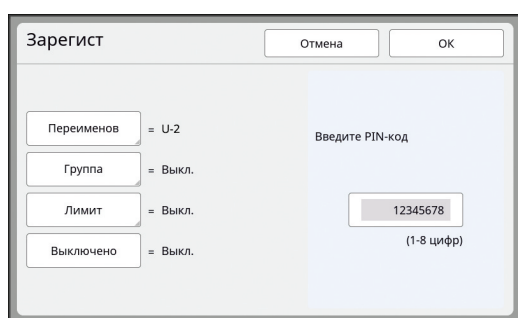 Зарегист
Отмена
OK
Переименов = U-2
Группа = Выкл.
Лимит = Выкл.
Выключено = Выкл.
Введите PIN-код
12345678
(1-8 цифр)